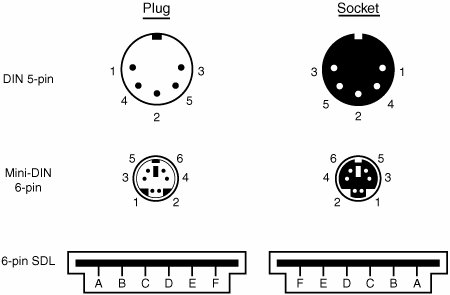 Plug Socket
DIN 5-pin
1 3 3 1
4 5 5 4
2 2
Mini-DIN
6-pin
5 6 6 5
3 4 4 3
1 2 2 1
6-pin SDL
A B C D E F F E D C B A